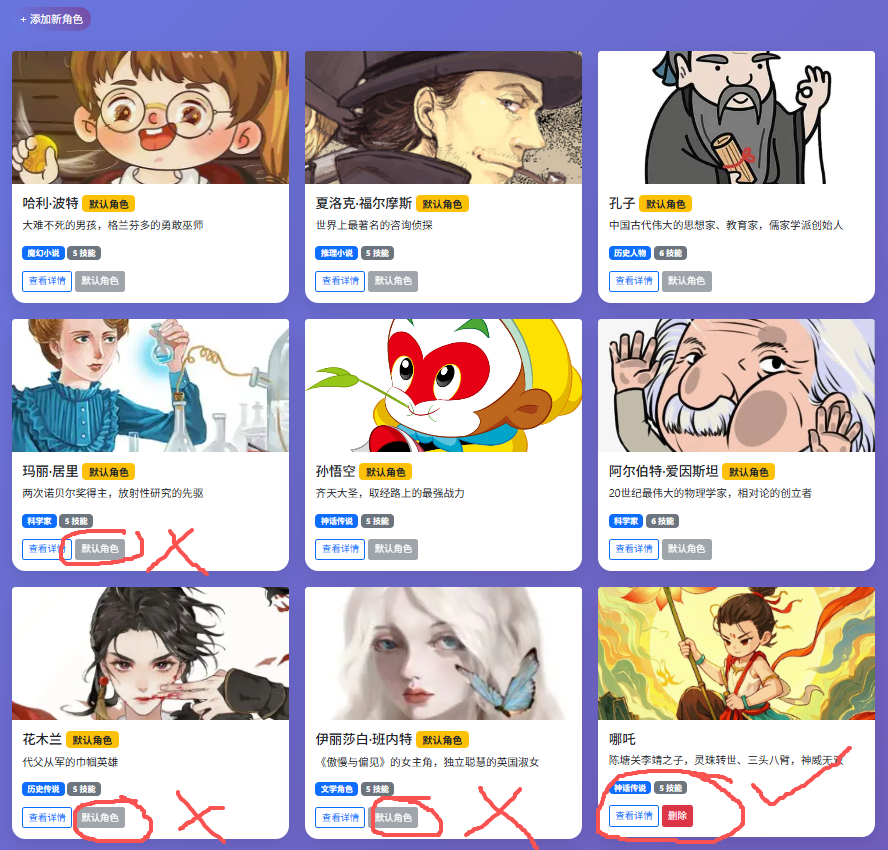 + 添加新角色
哈利·波特 默认角色
大难不死的男孩，格兰芬多的勇敢巫师
魔幻小说 5 技能
查看详情 默认角色
夏洛克·福尔摩斯 默认角色
世界上最著名的咨询侦探
推理小说 5 技能
查看详情 默认角色
孔子 默认角色
中国古代伟大的思想家、教育家，儒家学派创始人
历史人物 6 技能
查看详情 默认角色
玛丽·居里 默认角色
两次诺贝尔奖得主，放射性研究的先驱
科学家 5 技能
查看详情 默认角色
孙悟空 默认角色
齐天大圣，取经路上的最强战力
神话传说 5 技能
查看详情 默认角色
阿尔伯特·爱因斯坦 默认角色
20世纪最伟大的物理学家，相对论的创立者
科学家 6 技能
查看详情 默认角色
花木兰 默认角色
代父从军的巾帼英雄
历史传说 5 技能
查看详情 默认角色
伊丽莎白·班内特 默认角色
《傲慢与偏见》的女主角，独立聪慧的英国淑女
文学角色 5 技能
查看详情 默认角色
哪吒
陈塘关李靖之子，灵珠转世、三头八臂，神威无双
神话传说 5 技能
查看详情 删除